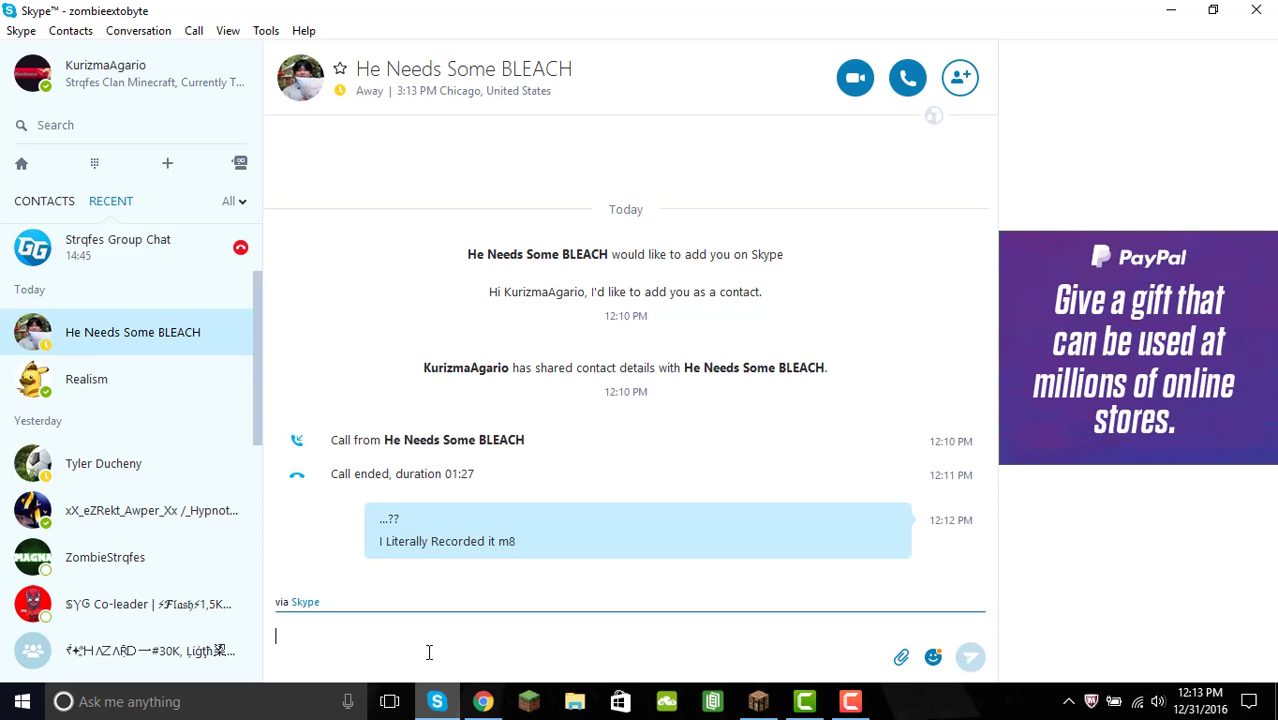 Skype™ - zombieextobyte
Skype Contacts Conversation Call View Tools Help
KurizmaAgario
Strqfes Clan Minecraft, Currently T...
Search
CONTACTS RECENT All
Strqfes Group Chat
14:45
Today
He Needs Some BLEACH
Realism
Yesterday
Tyler Ducheny
xX_eZRekt_Awper_Xx /_Hypnot...
ZombieStrqfes
Co-leader
#30K,
He Needs Some BLEACH
Away | 3:13 PM Chicago, United States
Today
He Needs Some BLEACH would like to add you on Skype
Hi KurizmaAgario, I'd like to add you as a contact.
12:10 PM
KurizmaAgario has shared contact details with He Needs Some BLEACH.
12:10 PM
Call from He Needs Some BLEACH 12:10 PM
Call ended, duration 01:27 12:11 PM
...?? 12:12 PM
I Literally Recorded it m8
via Skype
PayPal
Give a gift that
can be used at
millions of online
stores.
Ask me anything
12:13 PM
12/31/2016